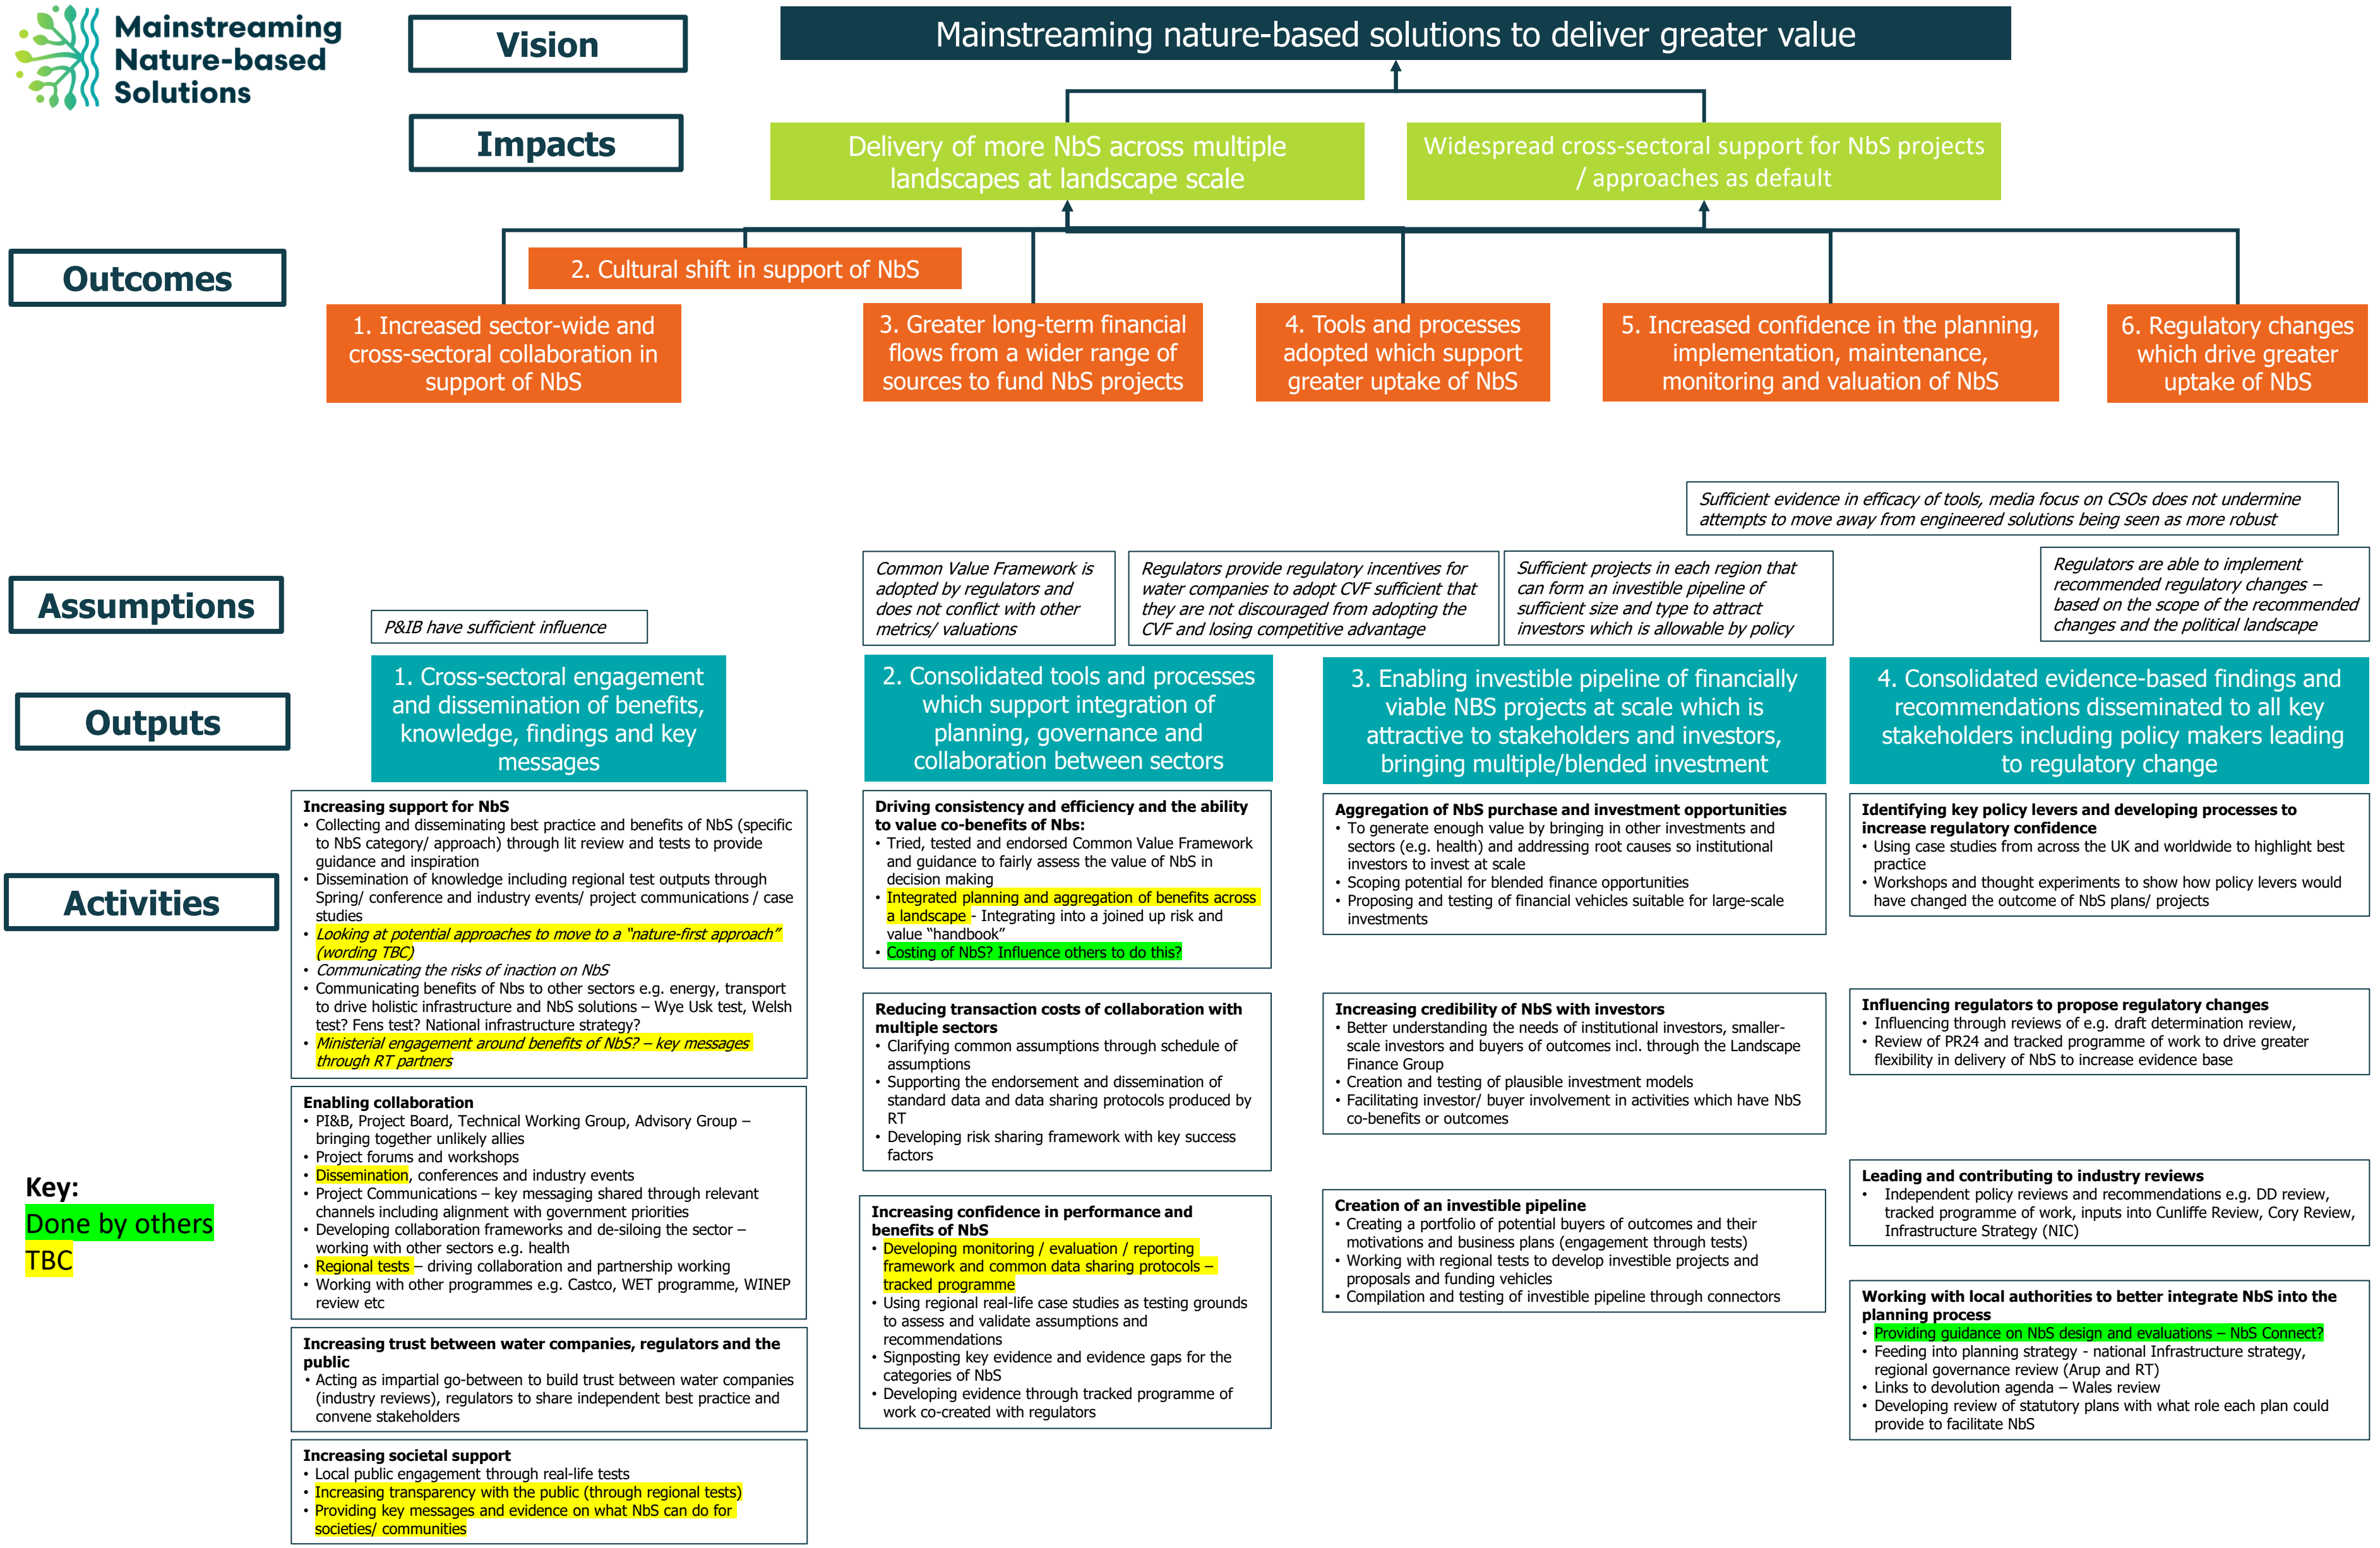 Mainstreaming
Nature-based
Solutions
Vision
Mainstreaming nature-based solutions to deliver greater value
Impacts
Delivery of more NbS across multiple
landscapes at landscape scale
Widespread cross-sectoral support for NbS projects
/ approaches as default
Outcomes
2. Cultural shift in support of NbS
1. Increased sector-wide and
cross-sectoral collaboration in
support of NbS
3. Greater long-term financial
flows from a wider range of
sources to fund NbS projects
4. Tools and processes
adopted which support
greater uptake of NbS
5. Increased confidence in the planning,
implementation, maintenance,
monitoring and valuation of NbS
6. Regulatory changes
which drive greater
uptake of NbS
Sufficient evidence in efficacy of tools, media focus on CSOs does not undermine
attempts to move away from engineered solutions being seen as more robust
Assumptions
P&IB have sufficient influence
Common Value Framework is
adopted by regulators and
does not conflict with other
metrics/ valuations
Regulators provide regulatory incentives for
water companies to adopt CVF sufficient that
they are not discouraged from adopting the
CVF and losing competitive advantage
Sufficient projects in each region that
can form an investible pipeline of
sufficient size and type to attract
investors which is allowable by policy
Regulators are able to implement
recommended regulatory changes –
based on the scope of the recommended
changes and the political landscape
Outputs
1. Cross-sectoral engagement
and dissemination of benefits,
knowledge, findings and key
messages
2. Consolidated tools and processes
which support integration of
planning, governance and
collaboration between sectors
3. Enabling investible pipeline of financially
viable NBS projects at scale which is
attractive to stakeholders and investors,
bringing multiple/blended investment
4. Consolidated evidence-based findings and
recommendations disseminated to all key
stakeholders including policy makers leading
to regulatory change
Activities
Increasing support for NbS
• Collecting and disseminating best practice and benefits of NbS (specific
to NbS category/ approach) through lit review and tests to provide
guidance and inspiration
• Dissemination of knowledge including regional test outputs through
Spring/ conference and industry events/ project communications / case
studies
• Looking at potential approaches to move to a “nature-first approach”
(wording TBC)
• Communicating the risks of inaction on NbS
• Communicating benefits of Nbs to other sectors e.g. energy, transport
to drive holistic infrastructure and NbS solutions – Wye Usk test, Welsh
test? Fens test? National infrastructure strategy?
• Ministerial engagement around benefits of NbS? – key messages
through RT partners
Enabling collaboration
• PI&B, Project Board, Technical Working Group, Advisory Group –
bringing together unlikely allies
• Project forums and workshops
• Dissemination, conferences and industry events
• Project Communications – key messaging shared through relevant
channels including alignment with government priorities
• Developing collaboration frameworks and de-siloing the sector –
working with other sectors e.g. health
• Regional tests – driving collaboration and partnership working
• Working with other programmes e.g. Castco, WET programme, WINEP
review etc
Increasing trust between water companies, regulators and the
public
• Acting as impartial go-between to build trust between water companies
(industry reviews), regulators to share independent best practice and
convene stakeholders
Increasing societal support
• Local public engagement through real-life tests
• Increasing transparency with the public (through regional tests)
• Providing key messages and evidence on what NbS can do for
societies/ communities
Driving consistency and efficiency and the ability
to value co-benefits of Nbs:
• Tried, tested and endorsed Common Value Framework
and guidance to fairly assess the value of NbS in
decision making
• Integrated planning and aggregation of benefits across
a landscape - Integrating into a joined up risk and
value “handbook”
• Costing of NbS? Influence others to do this?
Reducing transaction costs of collaboration with
multiple sectors
• Clarifying common assumptions through schedule of
assumptions
• Supporting the endorsement and dissemination of
standard data and data sharing protocols produced by
RT
• Developing risk sharing framework with key success
factors
Increasing confidence in performance and
benefits of NbS
• Developing monitoring / evaluation / reporting
framework and common data sharing protocols –
tracked programme
• Using regional real-life case studies as testing grounds
to assess and validate assumptions and
recommendations
• Signposting key evidence and evidence gaps for the
categories of NbS
• Developing evidence through tracked programme of
work co-created with regulators
Aggregation of NbS purchase and investment opportunities
• To generate enough value by bringing in other investments and
sectors (e.g. health) and addressing root causes so institutional
investors to invest at scale
• Scoping potential for blended finance opportunities
• Proposing and testing of financial vehicles suitable for large-scale
investments
Increasing credibility of NbS with investors
• Better understanding the needs of institutional investors, smaller-
scale investors and buyers of outcomes incl. through the Landscape
Finance Group
• Creation and testing of plausible investment models
• Facilitating investor/ buyer involvement in activities which have NbS
co-benefits or outcomes
Creation of an investible pipeline
• Creating a portfolio of potential buyers of outcomes and their
motivations and business plans (engagement through tests)
• Working with regional tests to develop investible projects and
proposals and funding vehicles
• Compilation and testing of investible pipeline through connectors
Identifying key policy levers and developing processes to
increase regulatory confidence
• Using case studies from across the UK and worldwide to highlight best
practice
• Workshops and thought experiments to show how policy levers would
have changed the outcome of NbS plans/ projects
Influencing regulators to propose regulatory changes
• Influencing through reviews of e.g. draft determination review,
• Review of PR24 and tracked programme of work to drive greater
flexibility in delivery of NbS to increase evidence base
Leading and contributing to industry reviews
• Independent policy reviews and recommendations e.g. DD review,
tracked programme of work, inputs into Cunliffe Review, Cory Review,
Infrastructure Strategy (NIC)
Working with local authorities to better integrate NbS into the
planning process
• Providing guidance on NbS design and evaluations – NbS Connect?
• Feeding into planning strategy - national Infrastructure strategy,
regional governance review (Arup and RT)
• Links to devolution agenda – Wales review
• Developing review of statutory plans with what role each plan could
provide to facilitate NbS
Key:
Done by others
TBC